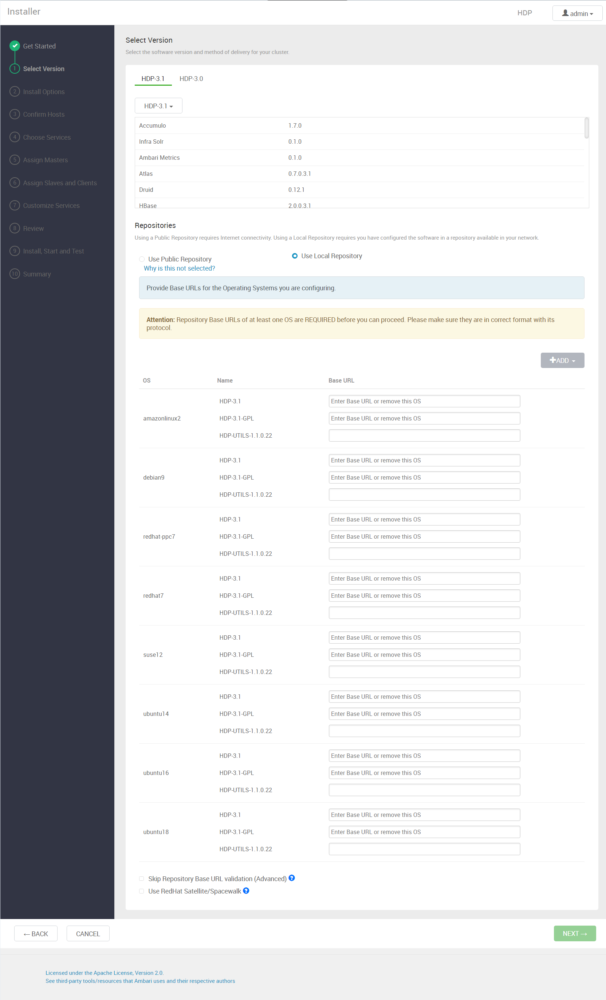 Installer
HDP
admin
Get Started
1 Select Version
2 Install Options
3 Confirm Hosts
4 Choose Services
5 Assign Masters
6 Assign Slaves and Clients
7 Customize Services
8 Review
9 Install, Start and Test
10 Summary
Select Version
Select the software version and method of delivery for your cluster.
HDP-3.1 HDP-3.0
HDP-3.1
Accumulo 1.7.0
Infra Solr 0.1.0
Ambari Metrics 0.1.0
Atlas 0.7.0.3.1
Druid 0.12.1
HBase 2.0.0.3.1
Repositories
Using a Public Repository requires Internet connectivity. Using a Local Repository requires you have configured the software in a repository available in your network.
Use Public Repository
Why is this not selected?
Use Local Repository
Provide Base URLs for the Operating Systems you are configuring.
Attention: Repository Base URLs of at least one OS are REQUIRED before you can proceed. Please make sure they are in correct format with its
protocol.
ADD
OS Name Base URL
HDP-3.1 Enter Base URL or remove this OS
amazonlinux2 HDP-3.1-GPL Enter Base URL or remove this OS
HDP-UTILS-1.1.0.22
HDP-3.1 Enter Base URL or remove this OS
debian9 HDP-3.1-GPL Enter Base URL or remove this OS
HDP-UTILS-1.1.0.22
HDP-3.1 Enter Base URL or remove this OS
redhat-ppc7 HDP-3.1-GPL Enter Base URL or remove this OS
HDP-UTILS-1.1.0.22
HDP-3.1 Enter Base URL or remove this OS
redhat7 HDP-3.1-GPL Enter Base URL or remove this OS
HDP-UTILS-1.1.0.22
HDP-3.1 Enter Base URL or remove this OS
suse12 HDP-3.1-GPL Enter Base URL or remove this OS
HDP-UTILS-1.1.0.22
HDP-3.1 Enter Base URL or remove this OS
ubuntu14 HDP-3.1-GPL Enter Base URL or remove this OS
HDP-UTILS-1.1.0.22
HDP-3.1 Enter Base URL or remove this OS
ubuntu16 HDP-3.1-GPL Enter Base URL or remove this OS
HDP-UTILS-1.1.0.22
HDP-3.1 Enter Base URL or remove this OS
ubuntu18 HDP-3.1-GPL Enter Base URL or remove this OS
HDP-UTILS-1.1.0.22
Skip Repository Base URL validation (Advanced) ?
Use RedHat Satellite/Spacewalk ?
← BACK CANCEL NEXT →
Licensed under the Apache License, Version 2.0.
See third-party tools/resources that Ambari uses and their respective authors